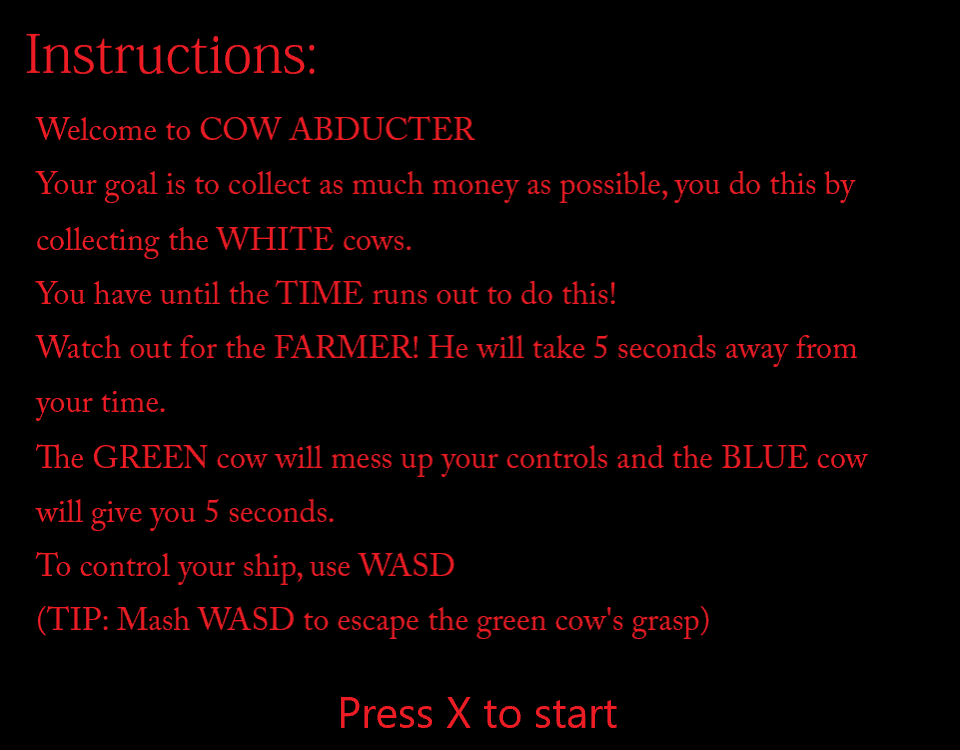 Instructions:
Welcome to COW ABDUCTER
Your goal is to collect as much money as possible, you do this by
collecting the WHITE cows.
You have until the TIME runs out to do this!
Watch out for the FARMER! He will take 5 seconds away from
your time.
The GREEN cow will mess up your controls and the BLUE cow
will give you 5 seconds.
To control your ship, use WASD
(TIP: Mash WASD to escape the green cow's grasp)
Press X to start